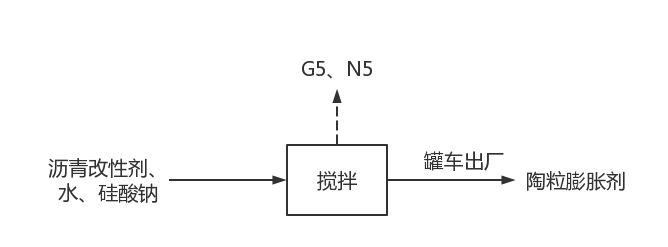 G5、N5
沥青改性剂、
水、硅酸钠
搅拌
罐车出厂
陶粒膨胀剂